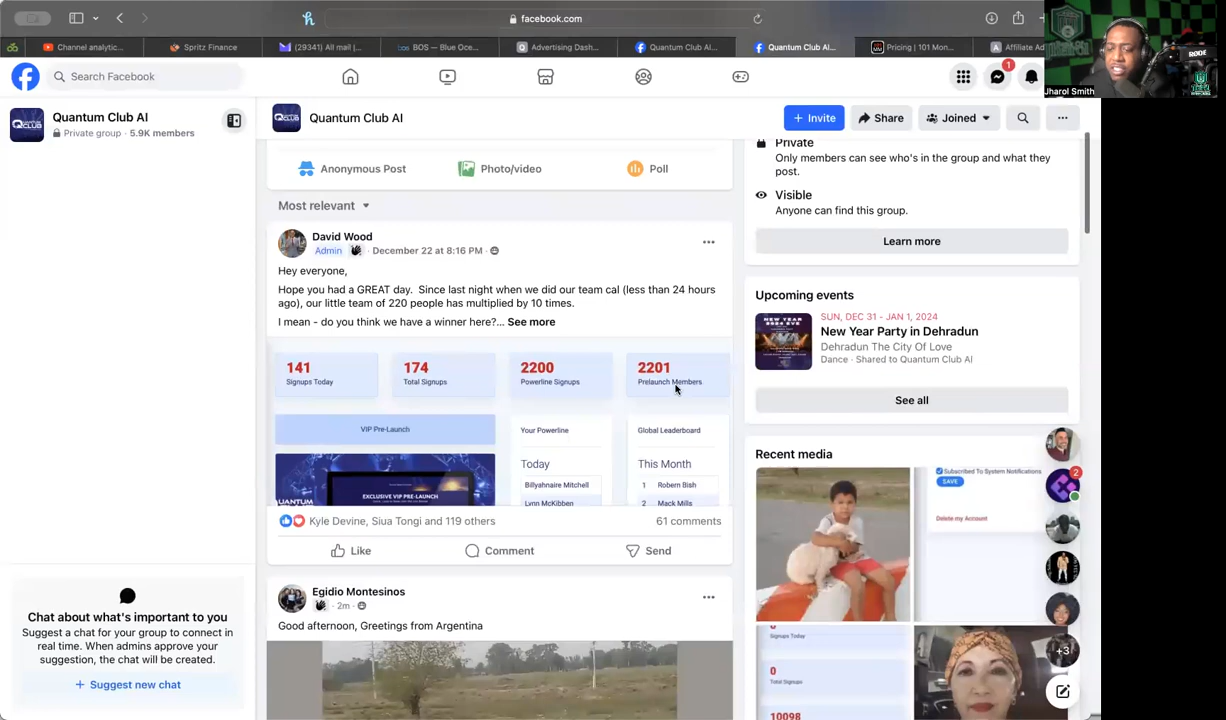 facebook.com
Channel analytic...
Spritz Finance
(29341) All mail |...
BOS — Blue Oce...
Advertising Dash...
Quantum Club AI...
Quantum Club AI...
Pricing | 101 Mon...
Affiliate Ad
RØDE
Jharol Smith
Search Facebook
1
Quantum Club AI
Private group · 5.9K members
Quantum Club AI
+ Invite
Share
Joined
Anonymous Post
Photo/video
Poll
Most relevant
David Wood
Admin · December 22 at 8:16 PM ·
Hey everyone,
Hope you had a GREAT day. Since last night when we did our team cal (less than 24 hours
ago), our little team of 220 people has multiplied by 10 times.
I mean - do you think we have a winner here?... See more
141
Signups Today
174
Total Signups
2200
Powerline Signups
2201
Prelaunch Members
VIP Pre-Launch
EXCLUSIVE VIP PRE-LAUNCH
Your Powerline
Today
Billyahnaire Mitchell
Lynn McKibben
Global Leaderboard
This Month
1 Robern Bish
2 Mack Mills
Kyle Devine, Siua Tongi and 119 others
61 comments
Like
Comment
Send
Egidio Montesinos
· 2m ·
Good afternoon, Greetings from Argentina
Private
Only members can see who's in the group and what they
post.
Visible
Anyone can find this group.
Learn more
Upcoming events
SUN, DEC 31 - JAN 1, 2024
New Year Party in Dehradun
Dehradun The City Of Love
Dance · Shared to Quantum Club AI
See all
Recent media
Subscribed To System Notifications
SAVE
Delete my Account
Signups Today
0
Total Signups
10098
2
+3
Chat about what's important to you
Suggest a chat for your group to connect in
real time. When admins approve your
suggestion, the chat will be created.
+ Suggest new chat